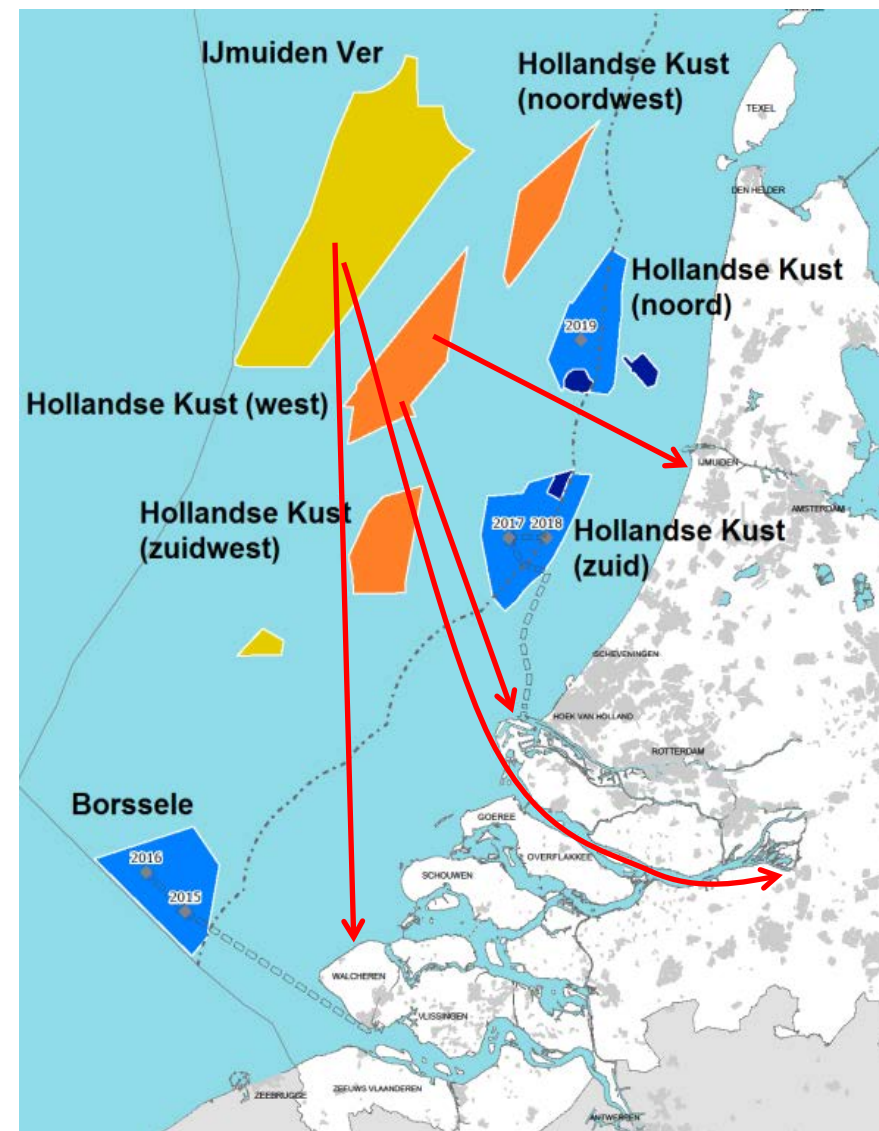 IJmuiden Ver
Hollandse Kust
(noordwest)
TEXEL
DEN HELDER
Hollandse Kust
(noord)
2019
Hollandse Kust (west)
IJMUIDEN
AMSTERDAM
Hollandse Kust
(zuidwest)
2017 2018
Hollandse Kust
(zuid)
SCHEVENINGEN
HOEK VAN HOLLAND
ROTTERDAM
Borssele
GOEREE
OVERFLAKKEE
2016
SCHOUWEN
2015
WALCHEREN
VLISSINGEN
ZEEUWS VLAANDEREN
ZEEBRUGGE
ANTWERPEN